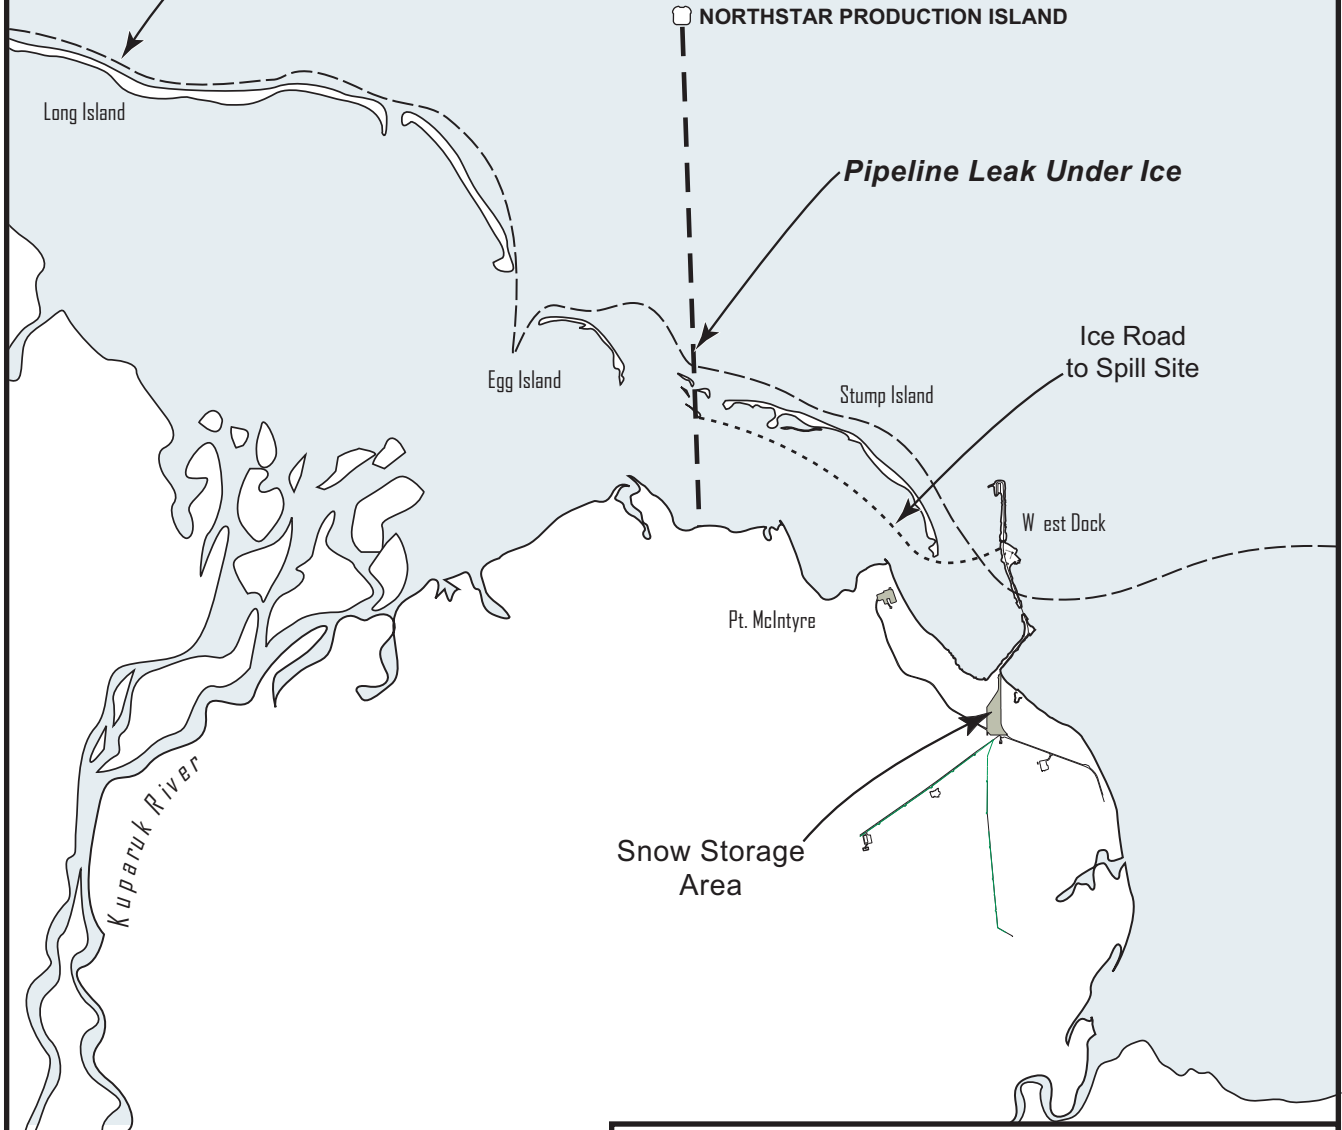 NORTHSTAR PRODUCTION ISLAND
Long Island
Pipeline Leak Under Ice
Ice Road
to Spill Site
Egg Island
Stump Island
W est Dock
Pt. McIntyre
Kuparuk River
Snow Storage
Area